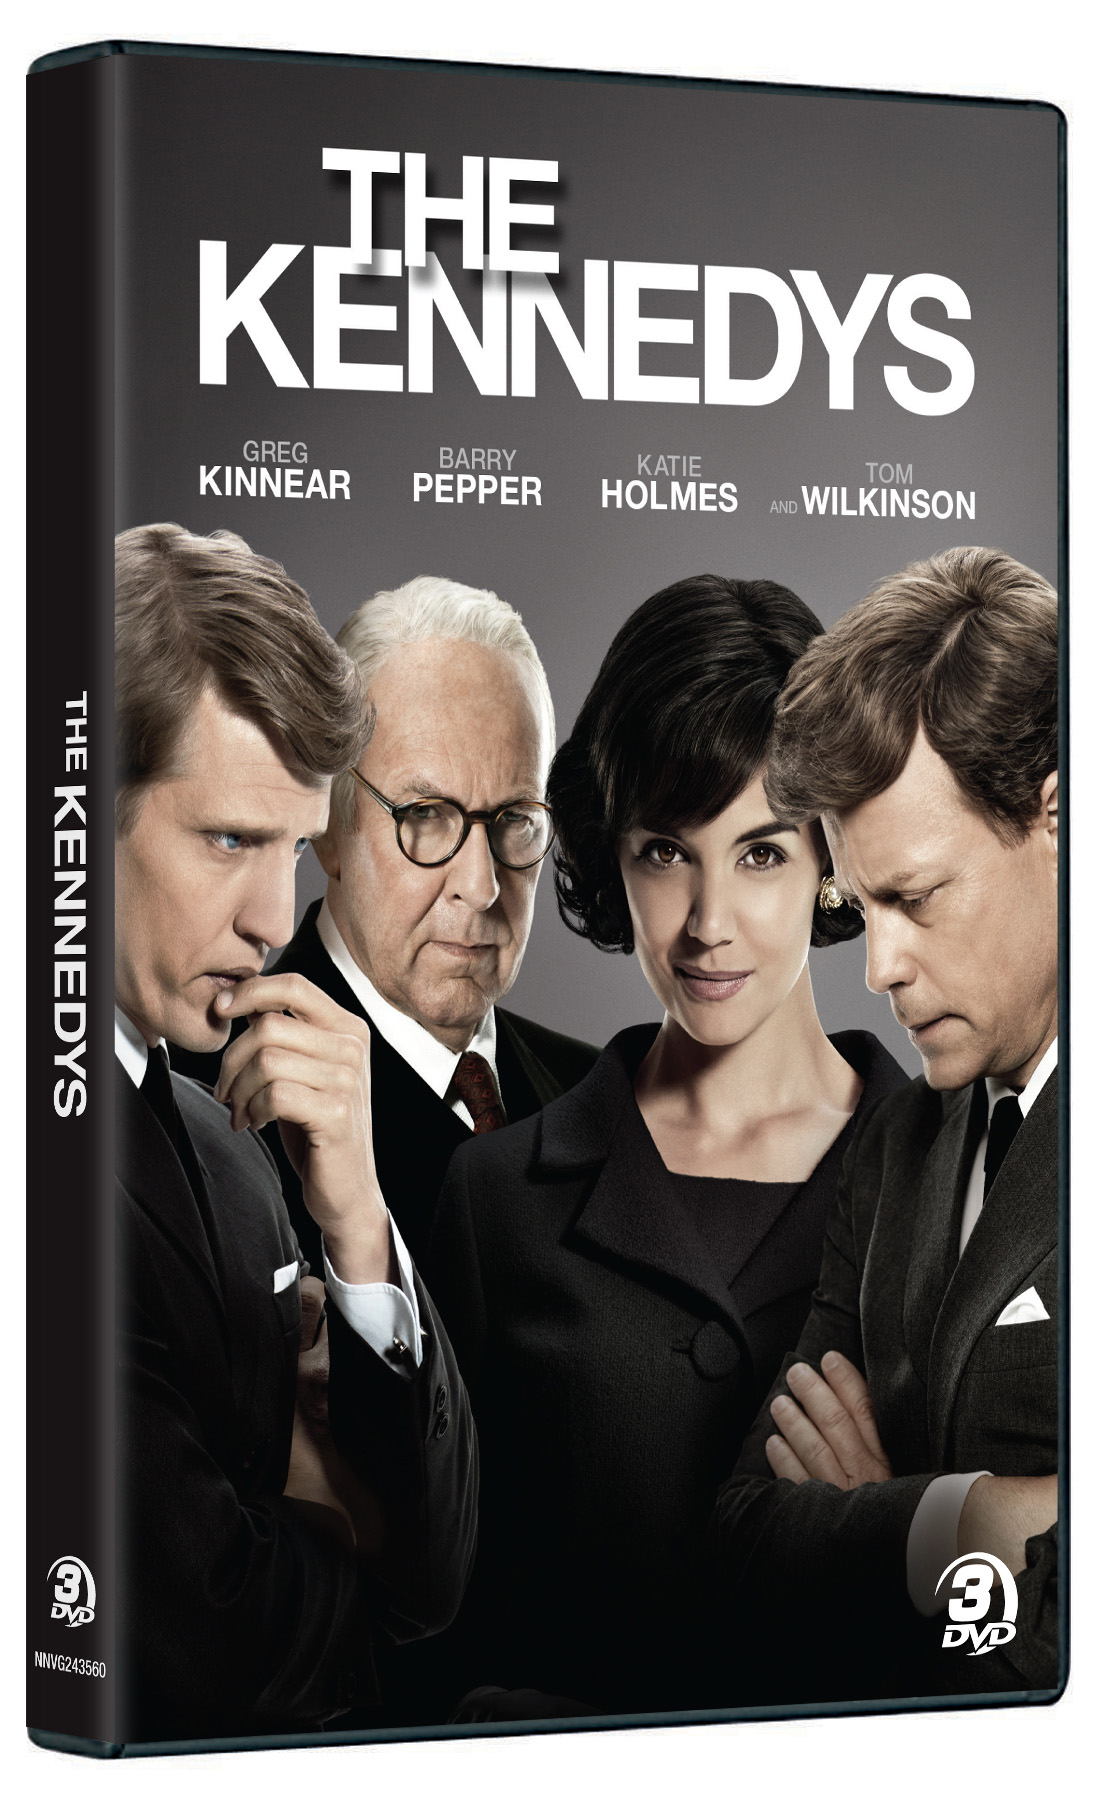 THE
KENNEDYS
GREG
KINNEAR
BARRY
PEPPER
KATIE
HOLMES
TOM
AND WILKINSON
THE KENNEDYS
3
DVD
NNVG243560
3
DVD